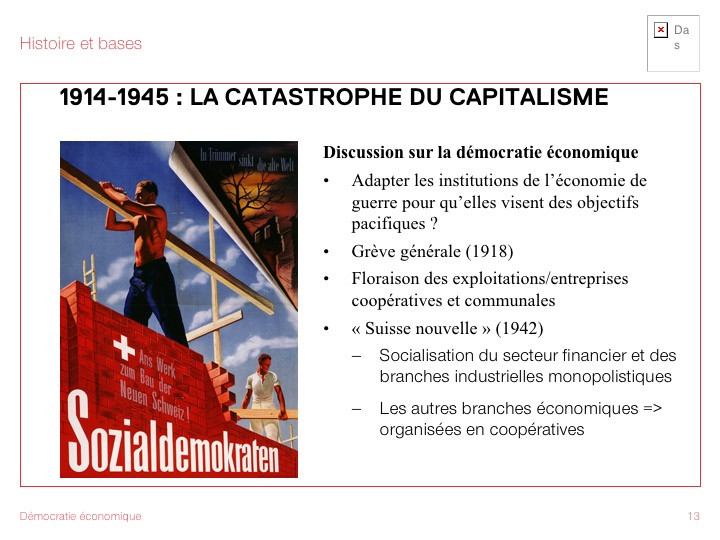 Histoire et bases
Da
s
1914-1945 : LA CATASTROPHE DU CAPITALISME
In Trümmer sinkt die alte Welt
Ans Werk
zum Bau der
Neuen Schweiz !
Sozialdemokraten
Discussion sur la démocratie économique
• Adapter les institutions de l’économie de
guerre pour qu’elles visent des objectifs
pacifiques ?
• Grève générale (1918)
• Floraison des exploitations/entreprises
coopératives et communales
• « Suisse nouvelle » (1942)
– Socialisation du secteur financier et des
branches industrielles monopolistiques
– Les autres branches économiques =>
organisées en coopératives
Démocratie économique
13